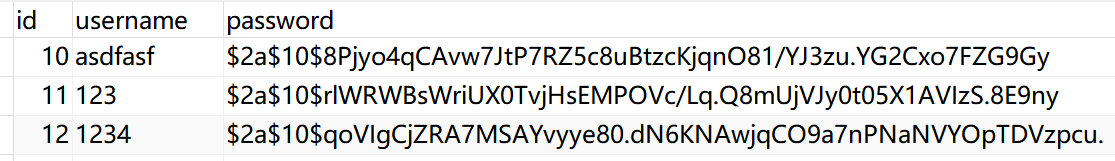 id username password
10 asdfasf $2a$10$8Pjyo4qCAvw7JtP7RZ5c8uBtzcKjqnO81/YJ3zu.YG2Cxo7FZG9Gy
11 123 $2a$10$rlWRWBsWriUX0TvjHsEMPOVc/Lq.Q8mUjVJy0t05X1AVIzS.8E9ny
12 1234 $2a$10$qoVIgCjZRA7MSAYvyye80.dN6KNAwjqCO9a7nPNaNVYOpTDVzpcu.